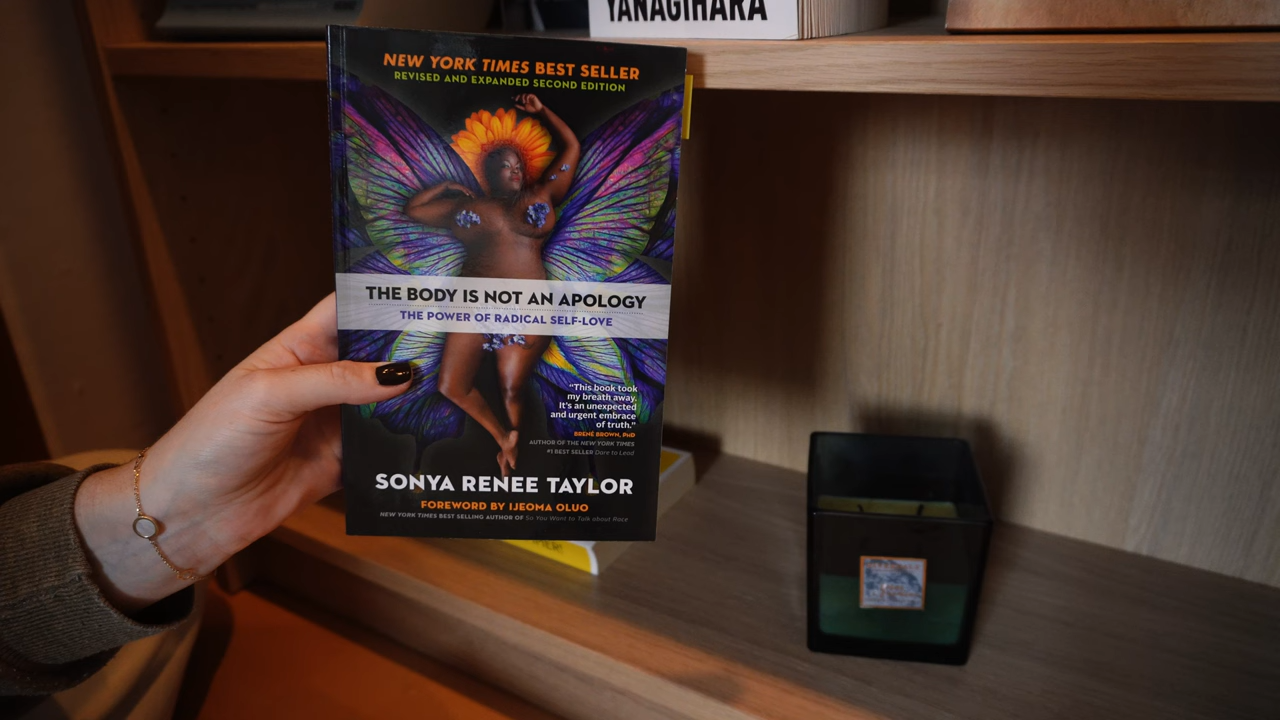 YANAGIHARA
NEW YORK TIMES BEST SELLER
REVISED AND EXPANDED SECOND EDITION
THE BODY IS NOT AN APOLOGY
THE POWER OF RADICAL SELF-LOVE
“This book took
my breath away.
It’s an unexpected
and urgent embrace
of truth.”
BRENÉ BROWN, PhD
AUTHOR OF THE NEW YORK TIMES
#1 BEST SELLER Dare to Lead
SONYA RENEE TAYLOR
FOREWORD BY IJEOMA OLUO
NEW YORK TIMES BEST SELLING AUTHOR OF So You Want to Talk about Race